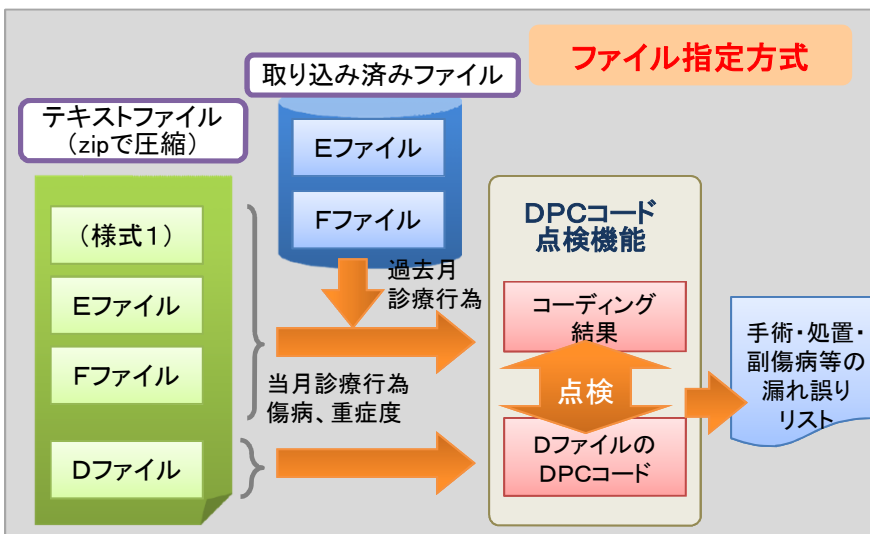 ファイル指定方式
取り込み済みファイル
テキストファイル
（zipで圧縮）
Eファイル
Fファイル
（様式１）
Eファイル
Fファイル
Dファイル
過去月
診療行為
当月診療行為
傷病、重症度
DPCコード
点検機能
コーディング
結果
点検
Dファイルの
DPCコード
手術・処置・
副傷病等の
漏れ誤り
リスト